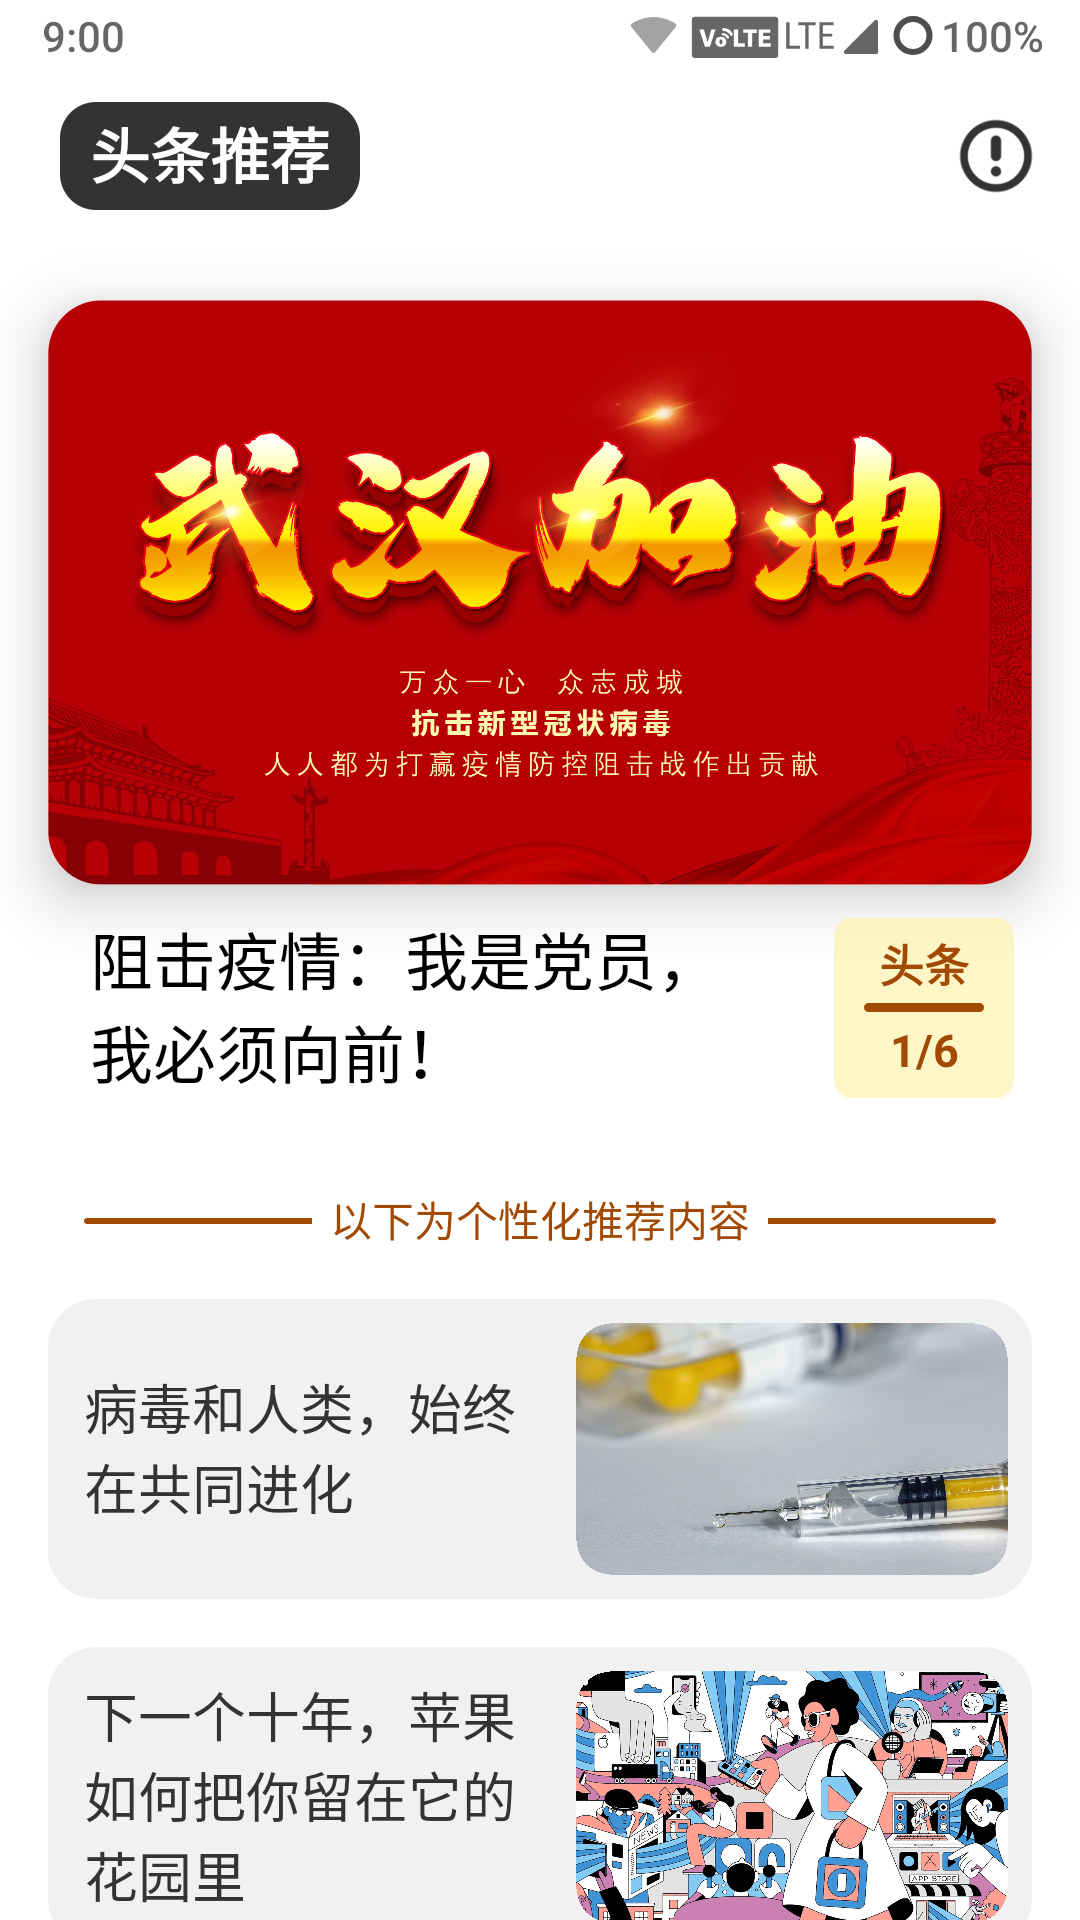 9:00
VoLTE LTE 100%
头条推荐
武汉加油
万众一心 众志成城
抗击新型冠状病毒
人人都为打赢疫情防控阻击战作出贡献
阻击疫情：我是党员，
我必须向前！
头条
1/6
以下为个性化推荐内容
病毒和人类，始终
在共同进化
下一个十年，苹果
如何把你留在它的
花园里
NEWS
APP STORE